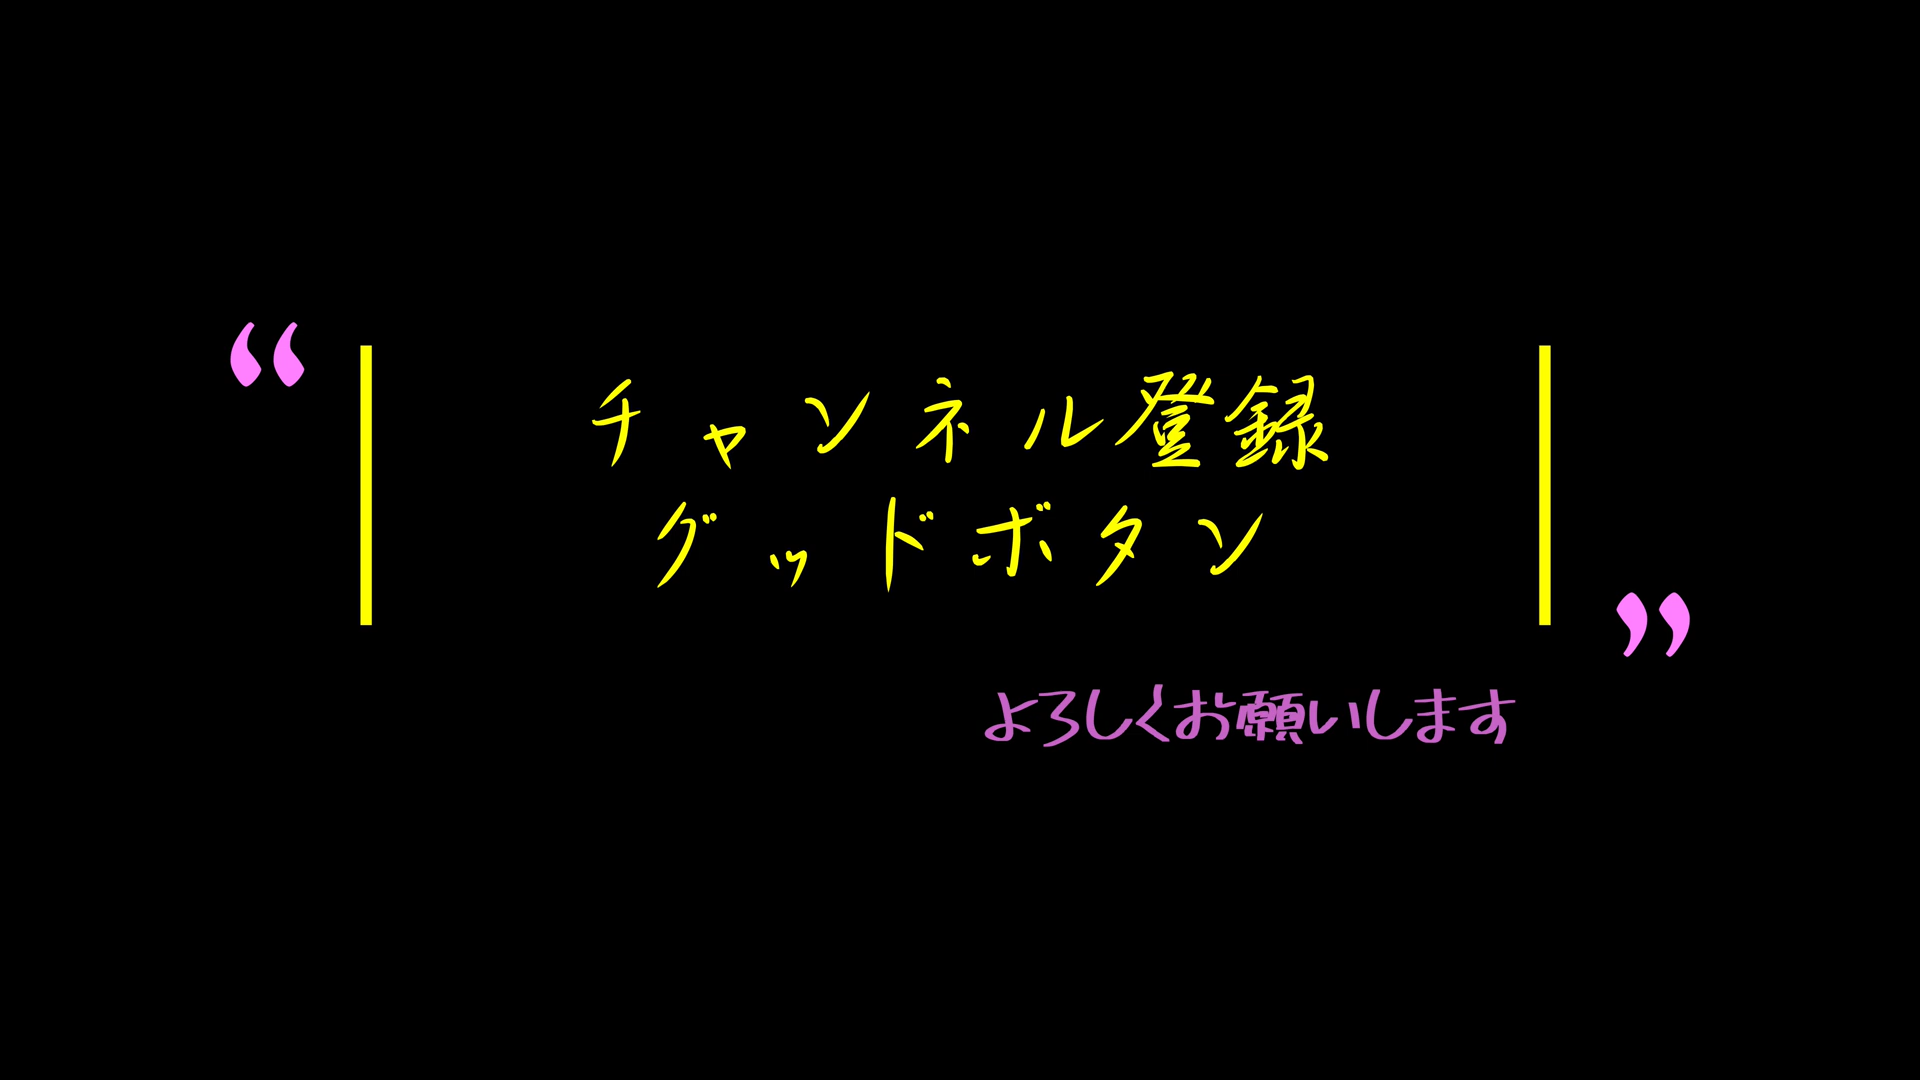 “
チャンネル登録
グッドボタン
”
よろしくお願いします